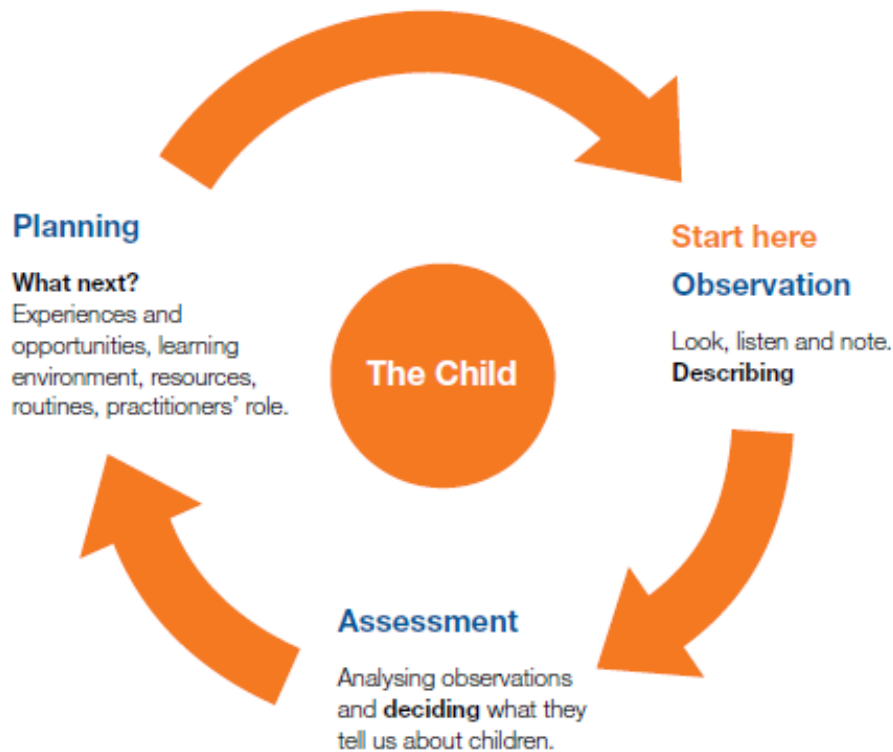 Planning
What next?
Experiences and
opportunities, learning
environment, resources,
routines, practitioners’ role.
The Child
Start here
Observation
Look, listen and note.
Describing
Assessment
Analysing observations
and deciding what they
tell us about children.